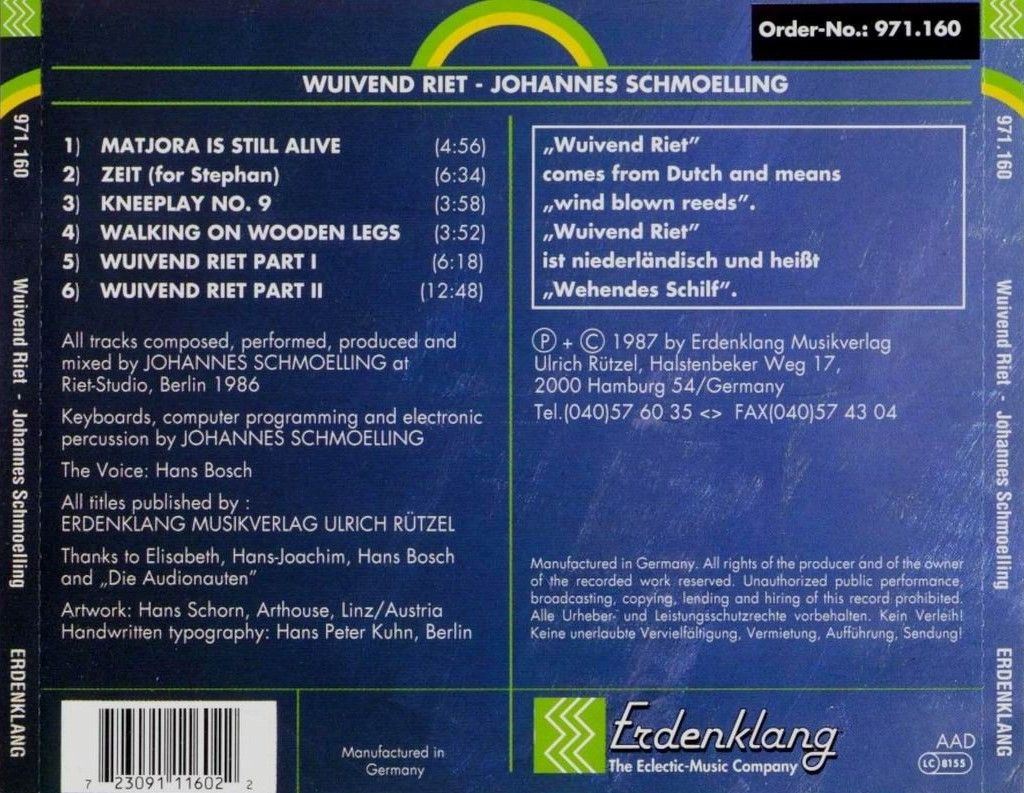 Order-No.: 971.160
WUIVEND RIET - JOHANNES SCHMOELLING
1) MATJORA IS STILL ALIVE (4:56)
2) ZEIT (for Stephan) (6:34)
3) KNEEPLAY NO. 9 (3:58)
4) WALKING ON WOODEN LEGS (3:52)
5) WUIVEND RIET PART I (6:18)
6) WUIVEND RIET PART II (12:48)
All tracks composed, performed, produced and
mixed by JOHANNES SCHMOELLING at
Riet-Studio, Berlin 1986
Keyboards, computer programming and electronic
percussion by JOHANNES SCHMOELLING
The Voice: Hans Bosch
All titles published by :
ERDENKLANG MUSIKVERLAG ULRICH RÜTZEL
Thanks to Elisabeth, Hans-Joachim, Hans Bosch
and „Die Audionauten”
Artwork: Hans Schorn, Arthouse, Linz/Austria
Handwritten typography: Hans Peter Kuhn, Berlin
„Wuivend Riet”
comes from Dutch and means
„wind blown reeds”.
„Wuivend Riet”
ist niederländisch und heißt
„Wehendes Schilf”.
Ⓟ + © 1987 by Erdenklang Musikverlag
Ulrich Rützel, Halstenbeker Weg 17,
2000 Hamburg 54/Germany
Tel.(040)57 60 35 <> FAX(040)57 43 04
Manufactured in Germany. All rights of the producer and of the owner
of the recorded work reserved. Unauthorized public performance,
broadcasting, copying, lending and hiring of this record prohibited.
Alle Urheber- und Leistungsschutzrechte vorbehalten. Kein Verleih!
Keine unerlaubte Vervielfältigung, Vermietung, Aufführung, Sendung!
7 23091 11602 2
Manufactured in
Germany
Erdenklang
The Eclectic-Music Company
AAD
LC 8155
971.160 Wuivend Riet - Johannes Schmoelling ERDENKLANG
971.160 Wuivend Riet - Johannes Schmoelling ERDENKLANG